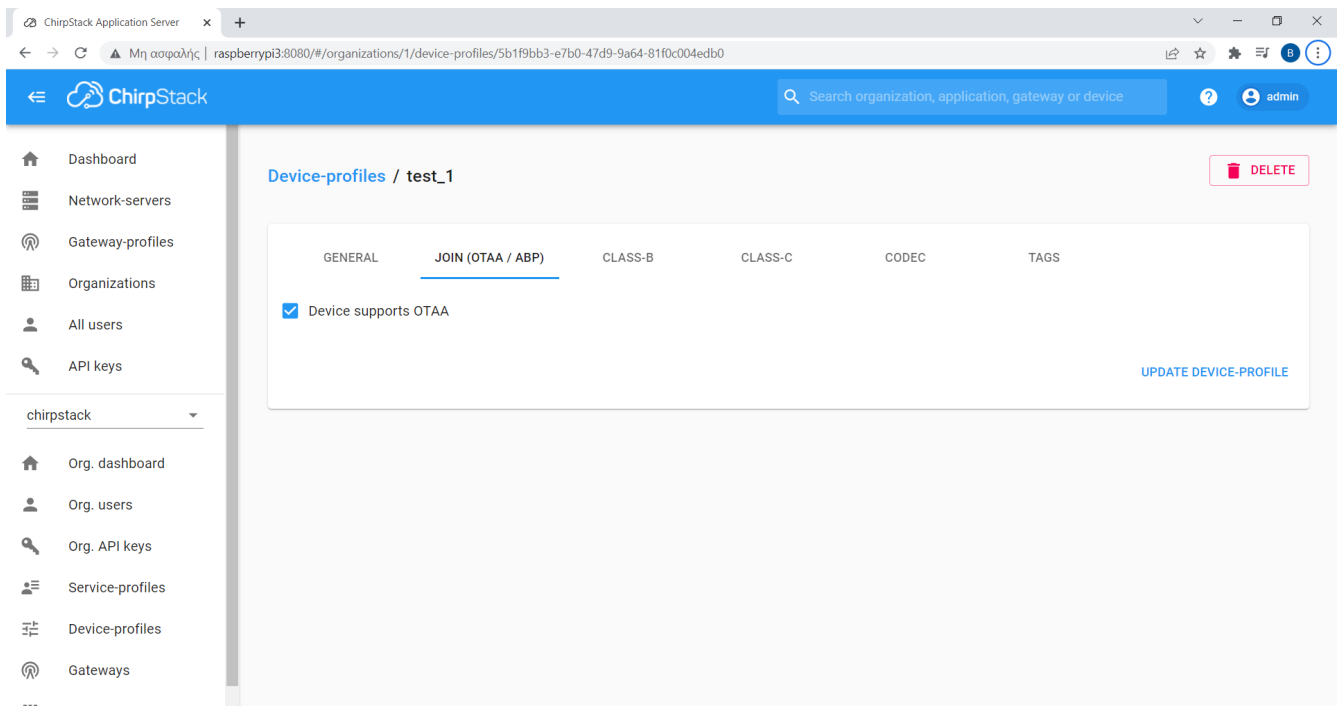 ChirpStack Application Server
Μη ασφαλής | raspberrypi3:8080/#/organizations/1/device-profiles/5b1f9bb3-e7b0-47d9-9a64-81f0c004edb0
B
ChirpStack
Search organization, application, gateway or device
? admin
Dashboard
Network-servers
Gateway-profiles
Organizations
All users
API keys
chirpstack
Org. dashboard
Org. users
Org. API keys
Service-profiles
Device-profiles
Gateways
Device-profiles / test_1
DELETE
GENERAL JOIN (OTAA / ABP) CLASS-B CLASS-C CODEC TAGS
Device supports OTAA
UPDATE DEVICE-PROFILE